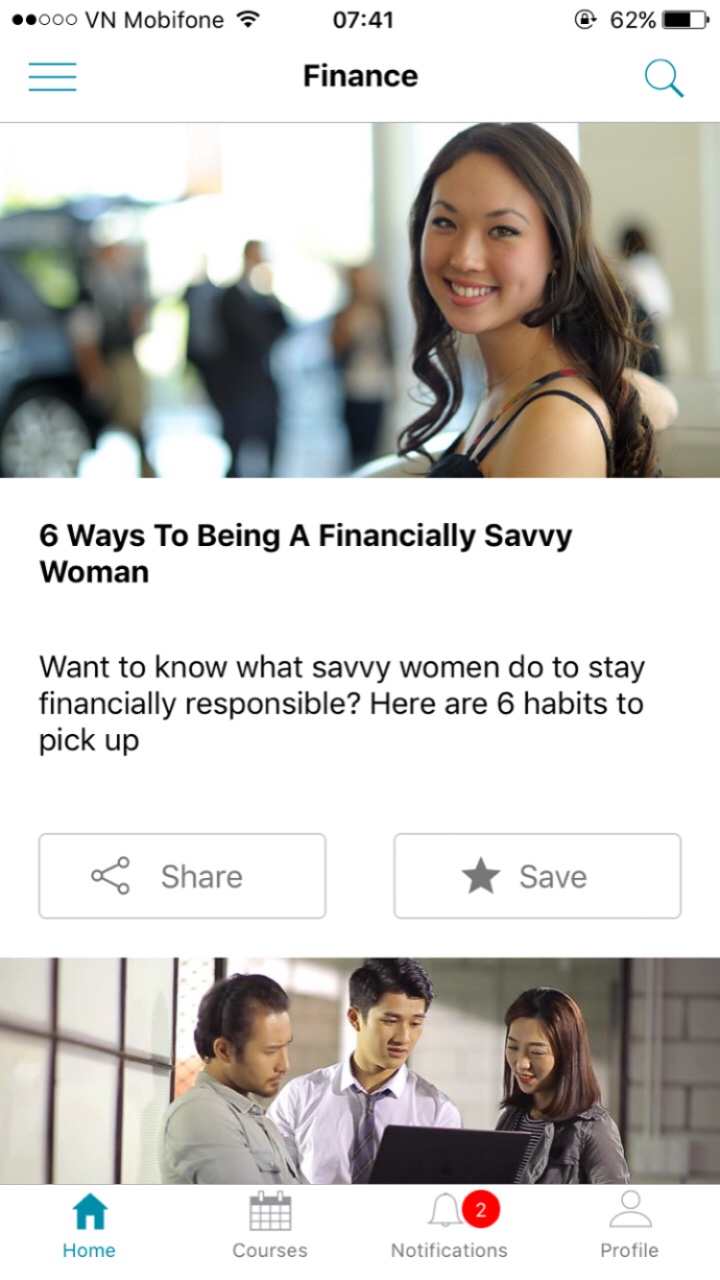 VN Mobifone 07:41 62%
Finance
6 Ways To Being A Financially Savvy
Woman
Want to know what savvy women do to stay
financially responsible? Here are 6 habits to
pick up
Share Save
2
Home Courses Notifications Profile